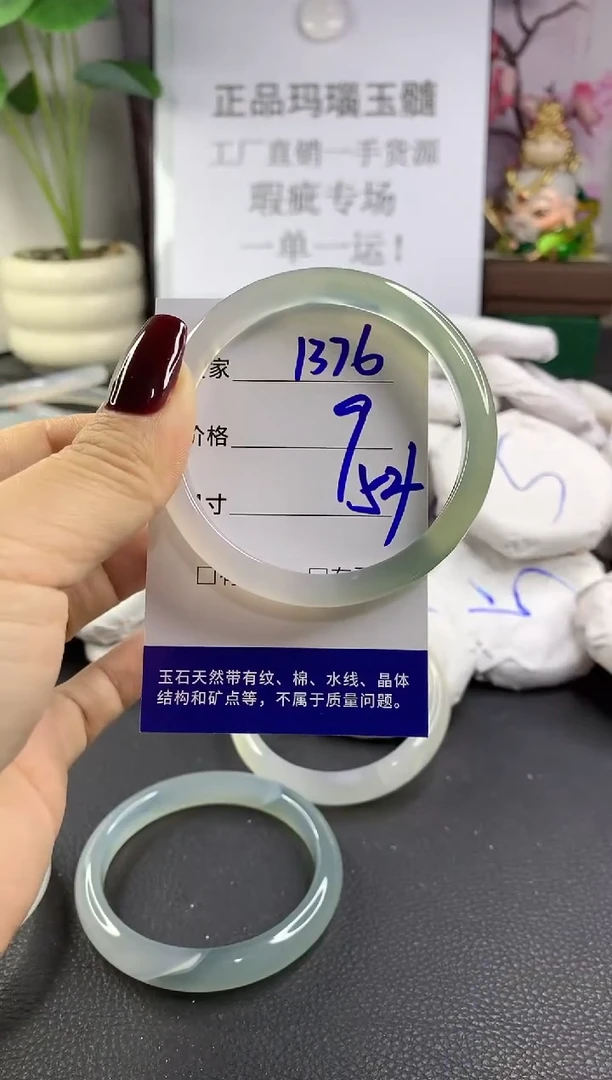 正品玛瑙玉髓
工厂直销一手货源
瑕疵专场
一单一运！
家 1376
价格 9
寸 54
玉石天然带有纹、棉、水线、晶体
结构和矿点等，不属于质量问题。
5
5